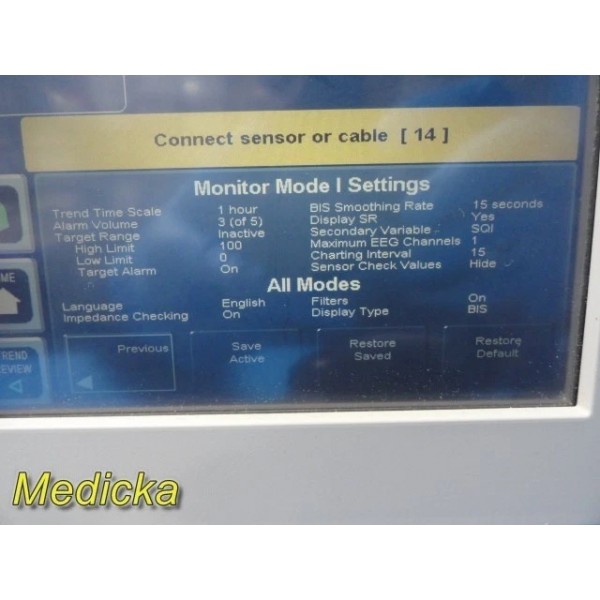 Connect sensor or cable [ 14 ]
Monitor Mode I Settings
Trend Time Scale 1 hour BIS Smoothing Rate 15 seconds
Alarm Volume 3 (of 5) Display SR Yes
Target Range Inactive Secondary Variable SQI
High Limit 100 Maximum EEG Channels 1
Low Limit 0 Charting Interval 15
Target Alarm On Sensor Check Values Hide
All Modes
Language English Filters On
Impedance Checking On Display Type BIS
Previous Save Active Restore Saved Restore Default
Medicka